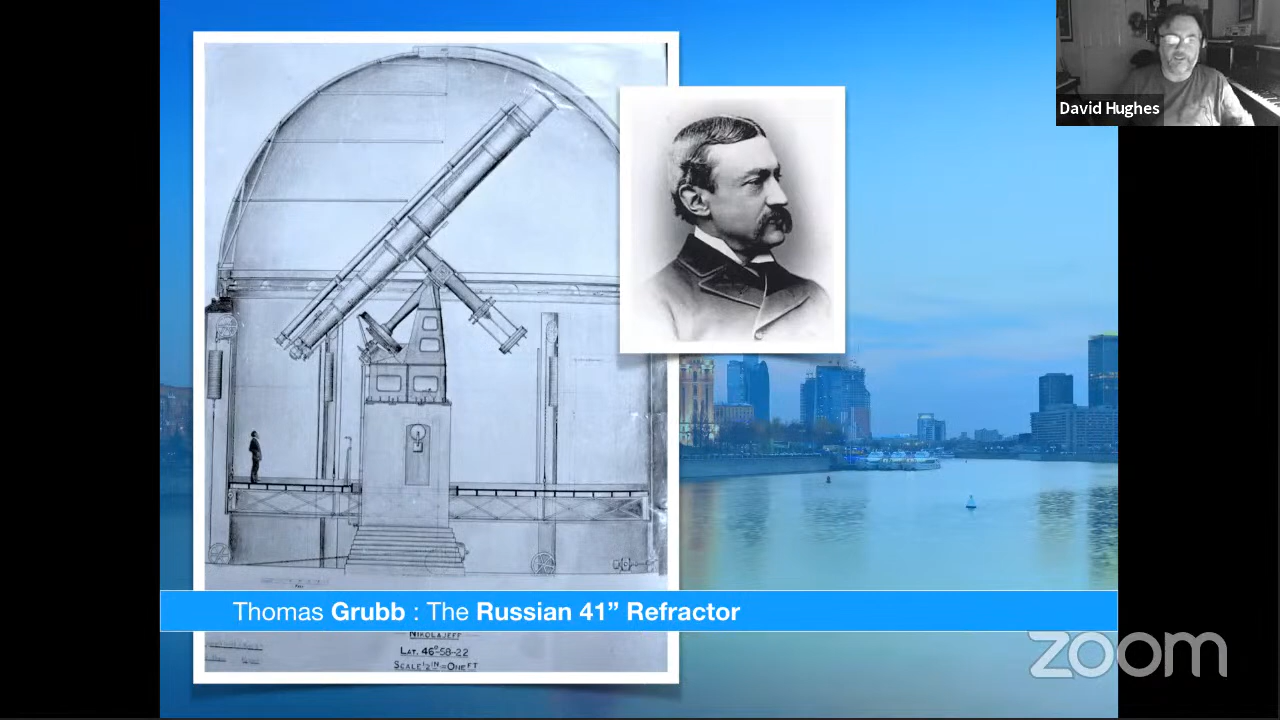 David Hughes
Thomas Grubb : The Russian 41” Refractor
NIKOLAJEFF
LAT. 46°-58-22
SCALE ½ IN = ONE FT
zoom